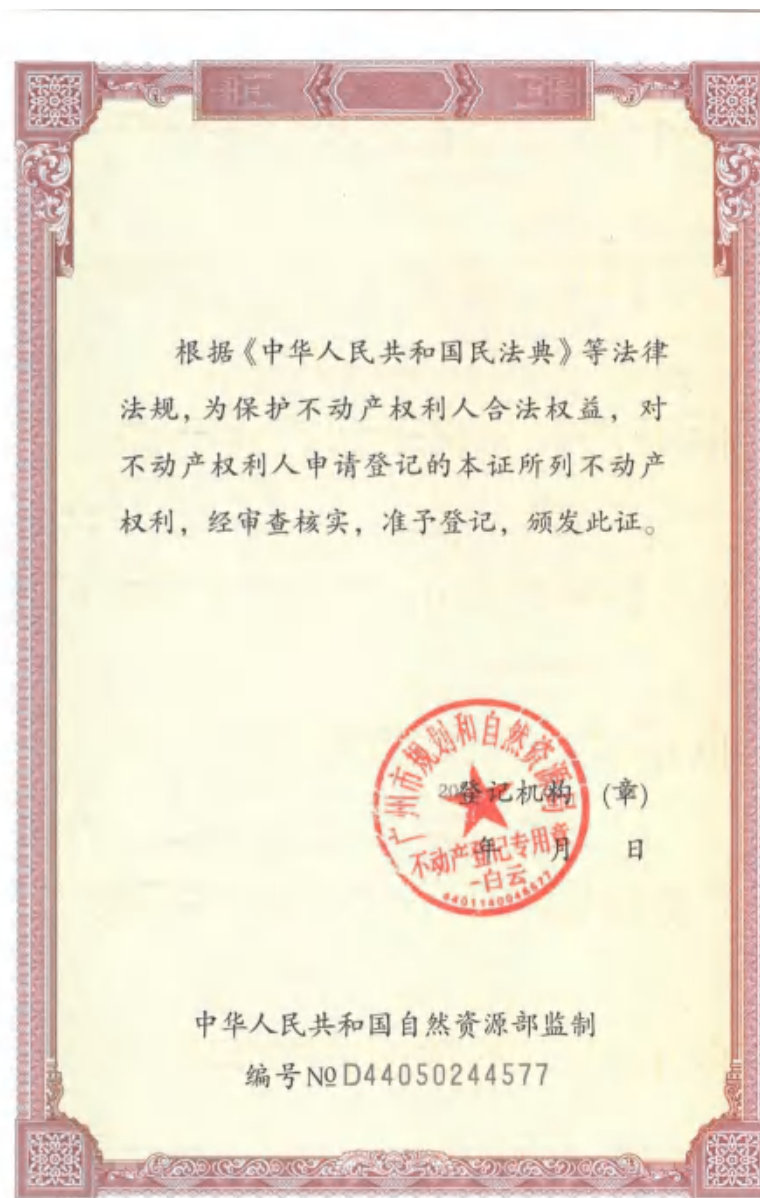 根据《中华人民共和国民法典》等法律
法规,为保护不动产权利人合法权益,对
不动产权利人申请登记的本证所列不动产
权利,经审查核实,准予登记,颁发此证。
广州市规划和自然资源局
登记机构 (章)
年 月 日
不动产登记专用章
-白云
中华人民共和国自然资源部监制
编号№D44050244577